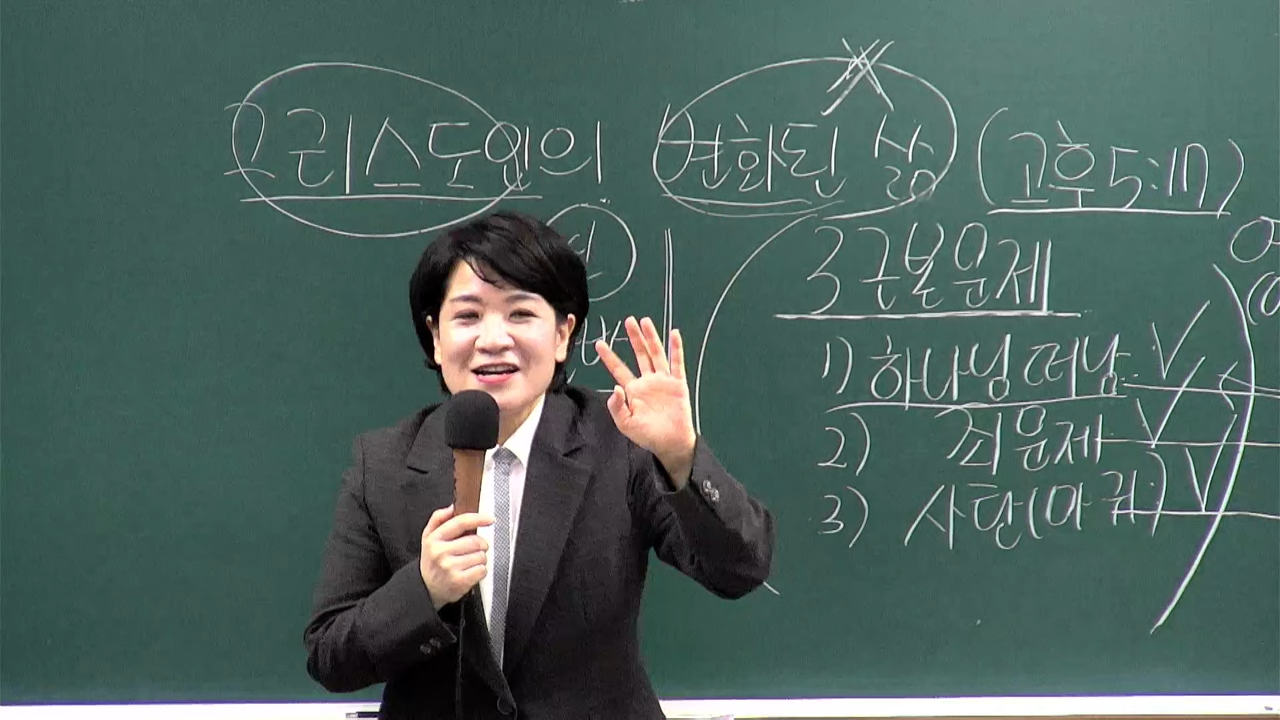 그리스도인의 변화된 삶 (고후5:17)
3근본문제
1) 하나님 떠남
2) 죄문제
3) 사단(마귀)